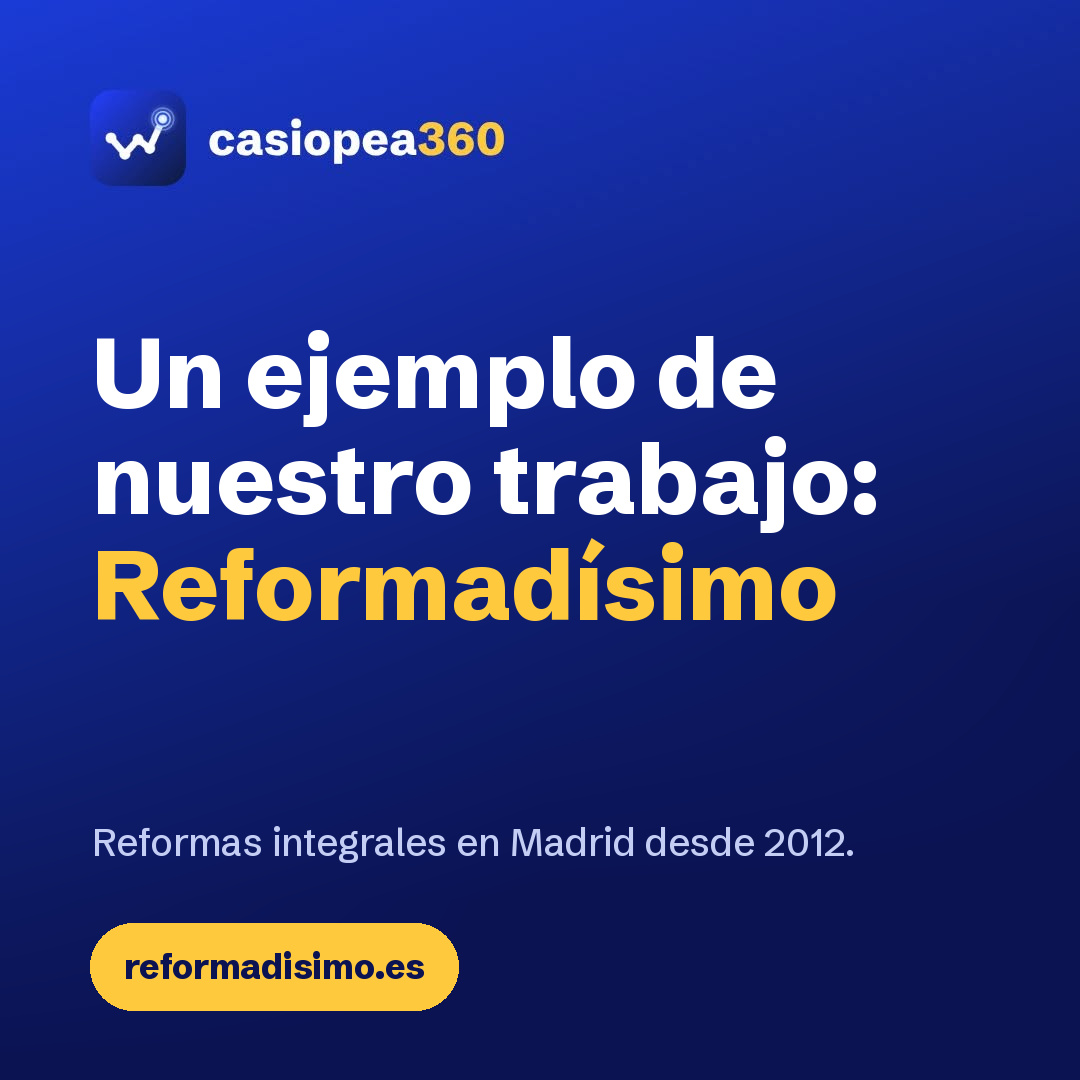 casiopea360
Un ejemplo de
nuestro trabajo:
Reformadísimo
Reformas integrales en Madrid desde 2012.
reformadisimo.es